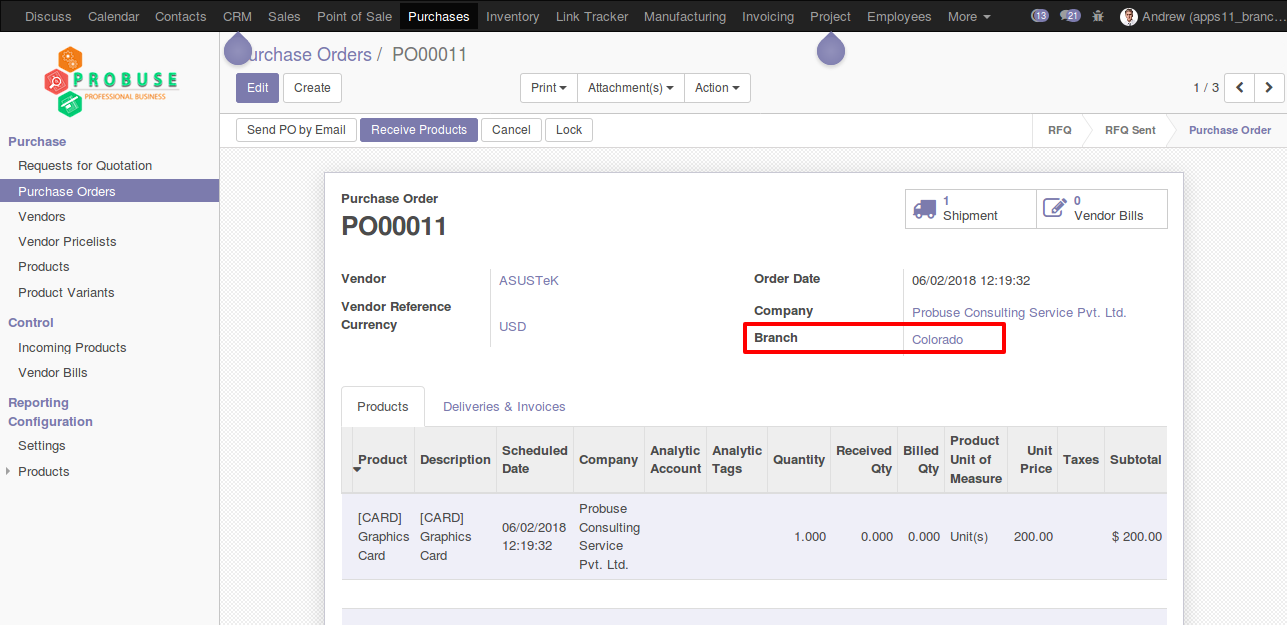 Discuss Calendar Contacts CRM Sales Point of Sale Purchases Inventory Link Tracker Manufacturing Invoicing Project Employees More 13 21 Andrew (apps11_branc...
PROBUSE
PROFESSIONAL BUSINESS
Purchase
Requests for Quotation
Purchase Orders
Vendors
Vendor Pricelists
Products
Product Variants
Control
Incoming Products
Vendor Bills
Reporting
Configuration
Settings
Products
urchase Orders / PO00011
Edit Create Print Attachment(s) Action 1 / 3
Send PO by Email Receive Products Cancel Lock RFQ RFQ Sent Purchase Order
1 Shipment
0 Vendor Bills
Purchase Order
PO00011
Vendor ASUSTeK
Vendor Reference
Currency USD
Order Date 06/02/2018 12:19:32
Company Probuse Consulting Service Pvt. Ltd.
Branch Colorado
Products Deliveries & Invoices
Product Description Scheduled Date Company Analytic Account Analytic Tags Quantity Received Qty Billed Qty Product Unit of Measure Unit Price Taxes Subtotal
[CARD] Graphics Card [CARD] Graphics Card 06/02/2018 12:19:32 Probuse Consulting Service Pvt. Ltd. 1.000 0.000 0.000 Unit(s) 200.00 $ 200.00